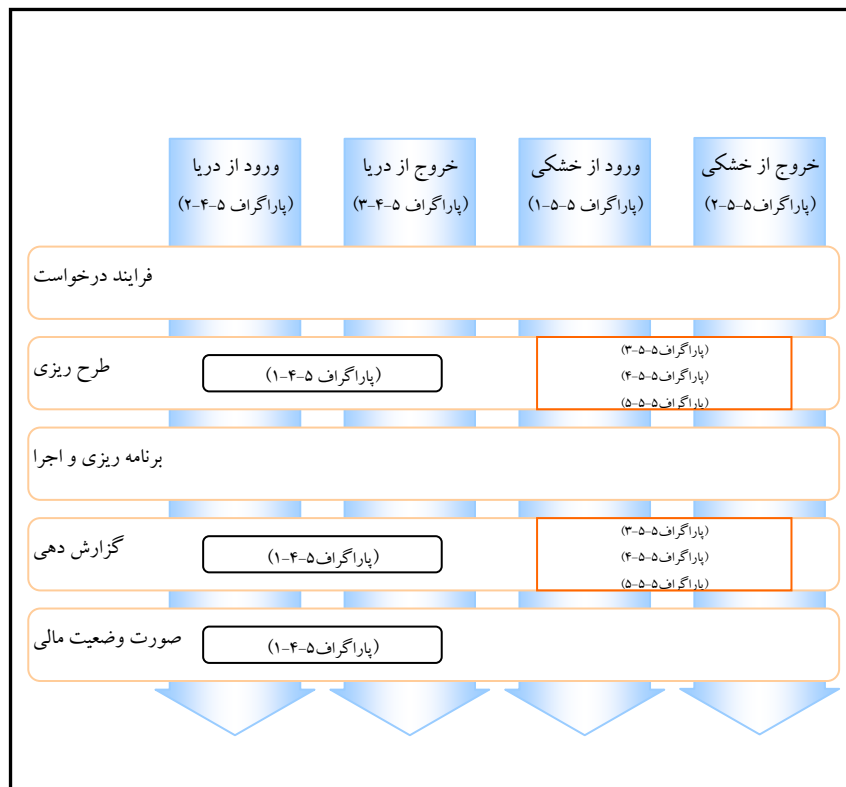 خروج از خشکی
(پاراگراف۵-۵-۲)
ورود از خشکی
(پاراگراف ۵-۵-۱)
خروج از دریا
(پاراگراف ۵-۴-۳)
ورود از دریا
(پاراگراف ۵-۴-۲)
فرایند درخواست
(پاراگراف۵-۵-۳)
(پاراگراف۵-۵-۴)
(پاراگراف۵-۵-۵)
(پاراگراف ۵-۴-۱)
طرح ریزی
برنامه ریزی و اجرا
(پاراگراف۵-۵-۳)
(پاراگراف۵-۵-۴)
(پاراگراف۵-۵-۵)
(پاراگراف۵-۴-۱)
گزارش دهی
(پاراگراف۵-۴-۱)
صورت وضعیت مالی